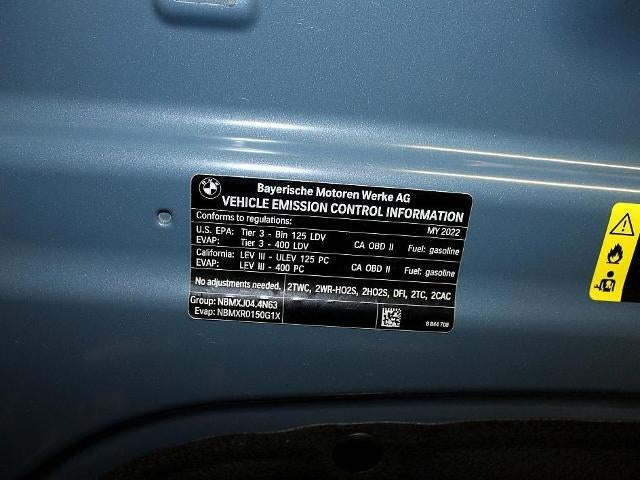 BMW
Bayerische Motoren Werke AG
VEHICLE EMISSION CONTROL INFORMATION
Conforms to regulations: MY 2022
U.S. EPA: Tier 3 - Bin 125 LDV CA OBD II Fuel: gasoline
EVAP: Tier 3 - 400 LDV
California: LEV III - ULEV 125 PC CA OBD II Fuel: gasoline
EVAP: LEV III - 400 PC
No adjustments needed. 2TWC, 2WR-HO2S, 2HO2S, DFI, 2TC, 2CAC
Group: NBMXJ04.4N63
Evap: NBMXR0150G1X
8 844 708